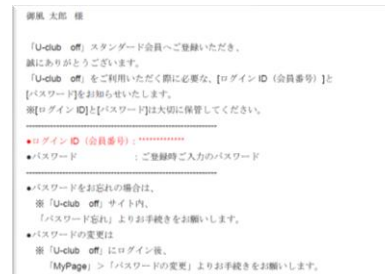 御風 太郎 様
「U-club off」スタンダード会員へご登録いただき、
誠にありがとうございます。
「U-club off」をご利用いただく際に必要な、[ログイン ID（会員番号）]と
[パスワード]をお知らせいたします。
※[ログイン ID]と[パスワード]は大切に保管してください。
------------------------------------------------------------
●ログイン ID（会員番号）: ************
●パスワード : ご登録時ご入力のパスワード
------------------------------------------------------------
●パスワードをお忘れの場合は、
※「U-club off」サイト内、
「パスワード忘れ」よりお手続きをお願いします。
●パスワードの変更は
※「U-club off」にログイン後、
「MyPage」＞「パスワードの変更」よりお手続きをお願いします。